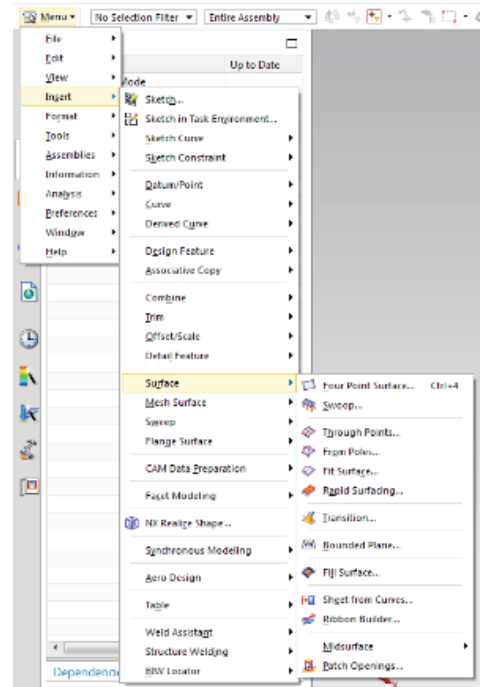 Menu No Selection Filter Entire Assembly
File
Edit
View
Insert
Format
Tools
Assemblies
Information
Analysis
Preferences
Window
Help
Up to Date
Mode
Sketch...
Sketch in Task Environment...
Sketch Curve
Sketch Constraint
Datum/Point
Curve
Derived Curve
Design Feature
Associative Copy
Combine
Trim
Offset/Scale
Detail Feature
Surface
Mesh Surface
Sweep
Flange Surface
CAM Data Preparation
Facet Modeling
NX Realize Shape...
Synchronous Modeling
Aero Design
Table
Weld Assistant
Structure Welding
BIW Locator
Four Point Surface... Ctrl+4
Swoop...
Through Points...
From Poles...
Fit Surface...
Rapid Surfacing...
Transition...
Bounded Plane...
Fill Surface...
Sheet from Curves...
Ribbon Builder...
Midsurface
Patch Openings...
Dependenci